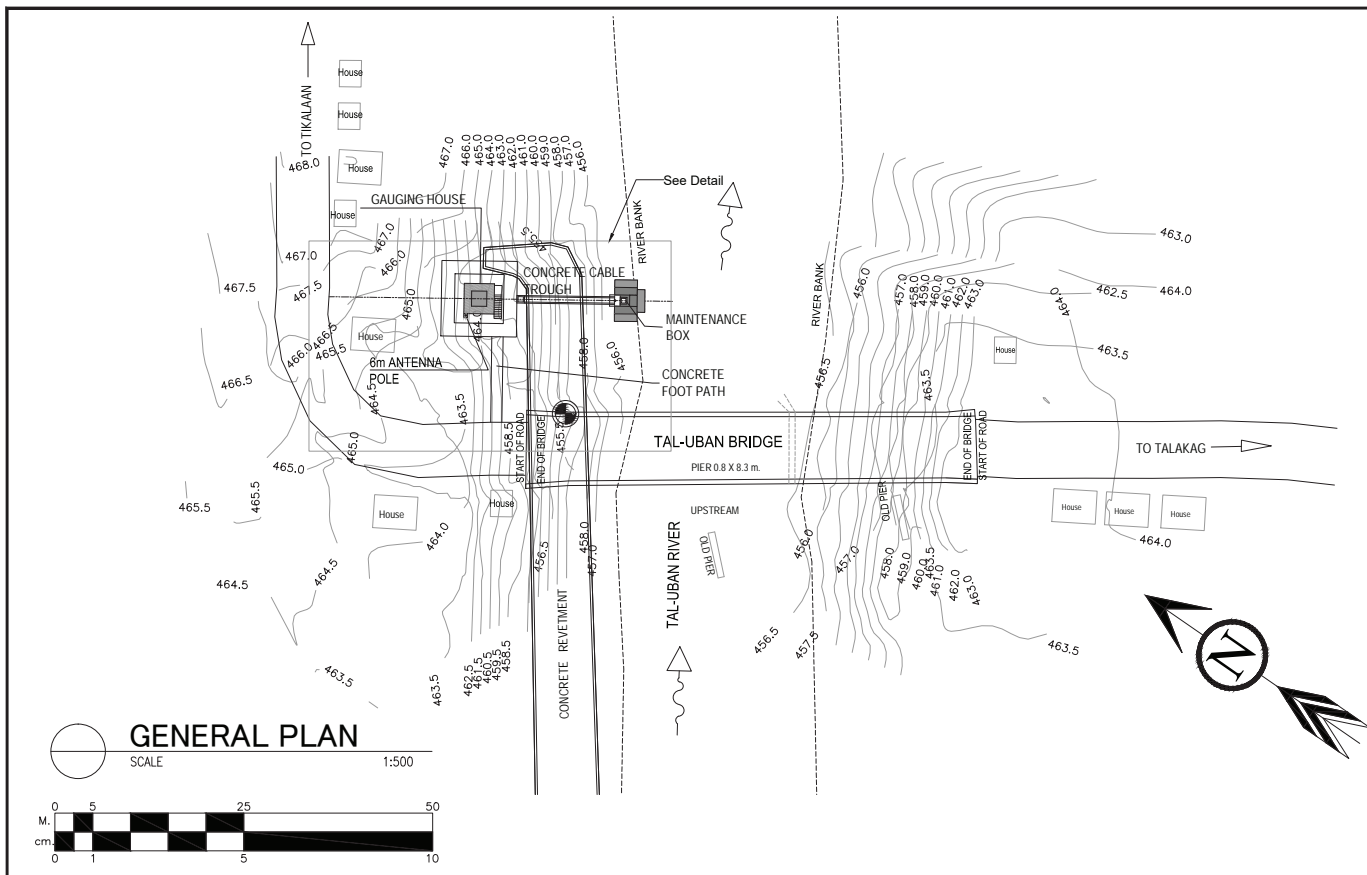 TO TIKALAAN
House
House
House
House
468.0
467.0
466.0
465.0
464.0
463.0
462.0
461.0
460.0
459.0
458.0
457.0
456.0
See Detail
GAUGING HOUSE
RIVER BANK
467.0
466.0
467.0
467.5
467.5
465.0
455.5
CONCRETE CABLE
TROUGH
464.0
MAINTENANCE
BOX
RIVER BANK
456.0
457.0
458.0
459.0
460.0
461.0
462.0
463.0
463.0
462.5
464.0
464.0
463.5
House
House
466.5
466.0
465.5
466.5
6m ANTENNA
POLE
458.0
456.0
CONCRETE
FOOT PATH
456.5
463.5
464.5
463.5
458.5
465.0
START OF ROAD
END OF BRIDGE
TAL-UBAN BRIDGE
PIER 0.8 X 8.3 m.
END OF BRIDGE
START OF ROAD
TO TALAKAG
465.0
465.5
465.5
House
House
464.0
UPSTREAM
OLD PIER
OLD PIER
House
House
House
464.0
464.5
464.5
456.5
458.0
457.0
TAL-UBAN RIVER
456.0
457.0
458.0
459.0
460.0
463.5
461.0
462.0
463.0
463.5
456.5
457.5
CONCRETE REVETMENT
463.5
463.5
462.5
461.5
460.5
459.5
458.5
N
GENERAL PLAN
SCALE 1:500
0 5 25 50
M.
cm.
0 1 5 10